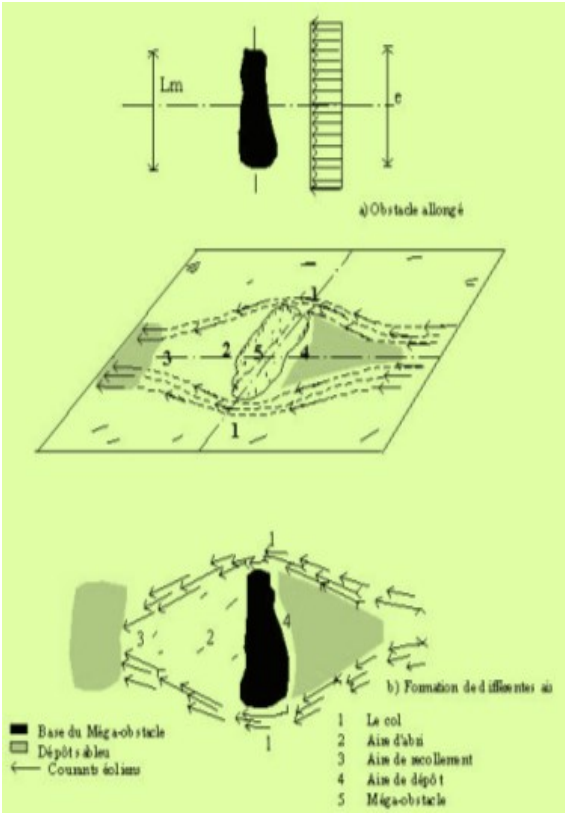 Lm
e
a) Obstacle allongé
1
3 2 5 4
1
1
3 2 4
b) Formation de différentes ais
1
Base du Méga-obstacle
Dépôt sableu
Courants éoliens
1 Le col
2 Aire d'abri
3 Aire de recollement
4 Aire de dépôt
5 Méga-obstacle